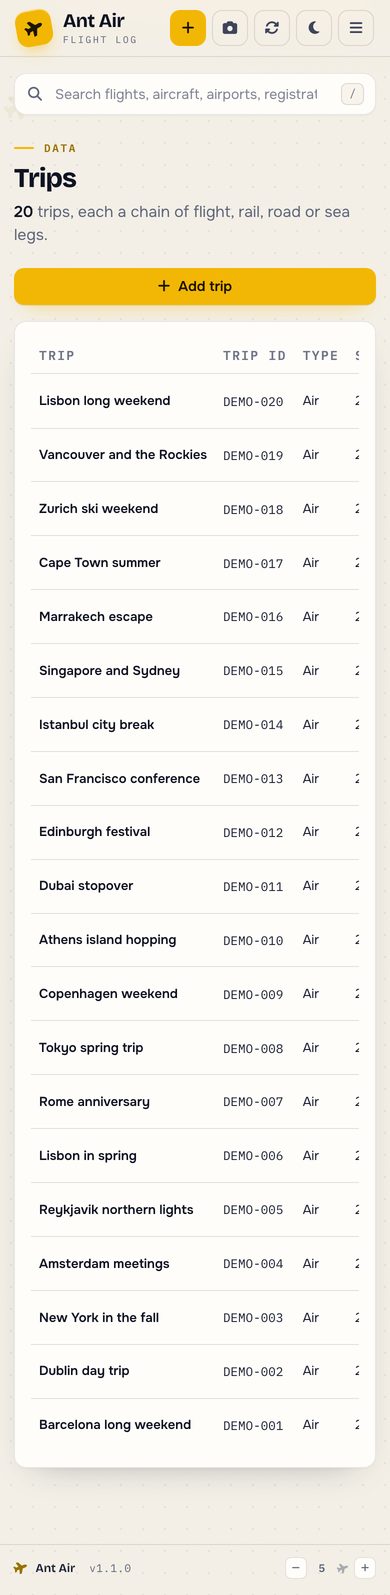 Ant Air
FLIGHT LOG
Search flights, aircraft, airports, registrat
/
DATA
Trips
20 trips, each a chain of flight, rail, road or sea
legs.
+ Add trip
TRIP TRIP ID TYPE
Lisbon long weekend DEMO-020 Air
Vancouver and the Rockies DEMO-019 Air
Zurich ski weekend DEMO-018 Air
Cape Town summer DEMO-017 Air
Marrakech escape DEMO-016 Air
Singapore and Sydney DEMO-015 Air
Istanbul city break DEMO-014 Air
San Francisco conference DEMO-013 Air
Edinburgh festival DEMO-012 Air
Dubai stopover DEMO-011 Air
Athens island hopping DEMO-010 Air
Copenhagen weekend DEMO-009 Air
Tokyo spring trip DEMO-008 Air
Rome anniversary DEMO-007 Air
Lisbon in spring DEMO-006 Air
Reykjavik northern lights DEMO-005 Air
Amsterdam meetings DEMO-004 Air
New York in the fall DEMO-003 Air
Dublin day trip DEMO-002 Air
Barcelona long weekend DEMO-001 Air
Ant Air v1.1.0 − 5 +